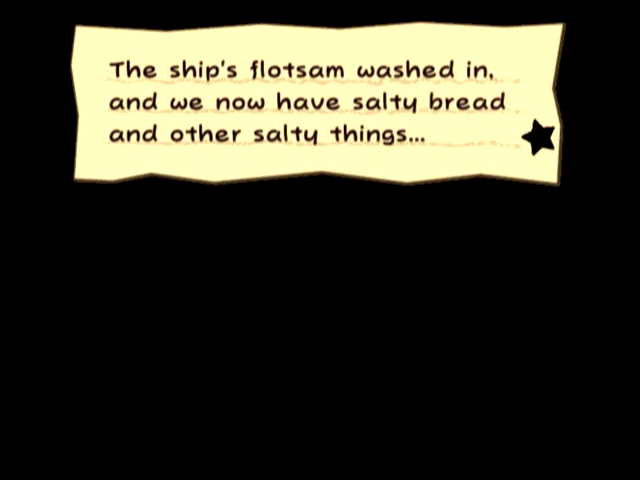 The ship's flotsam washed in,
and we now have salty bread
and other salty things...